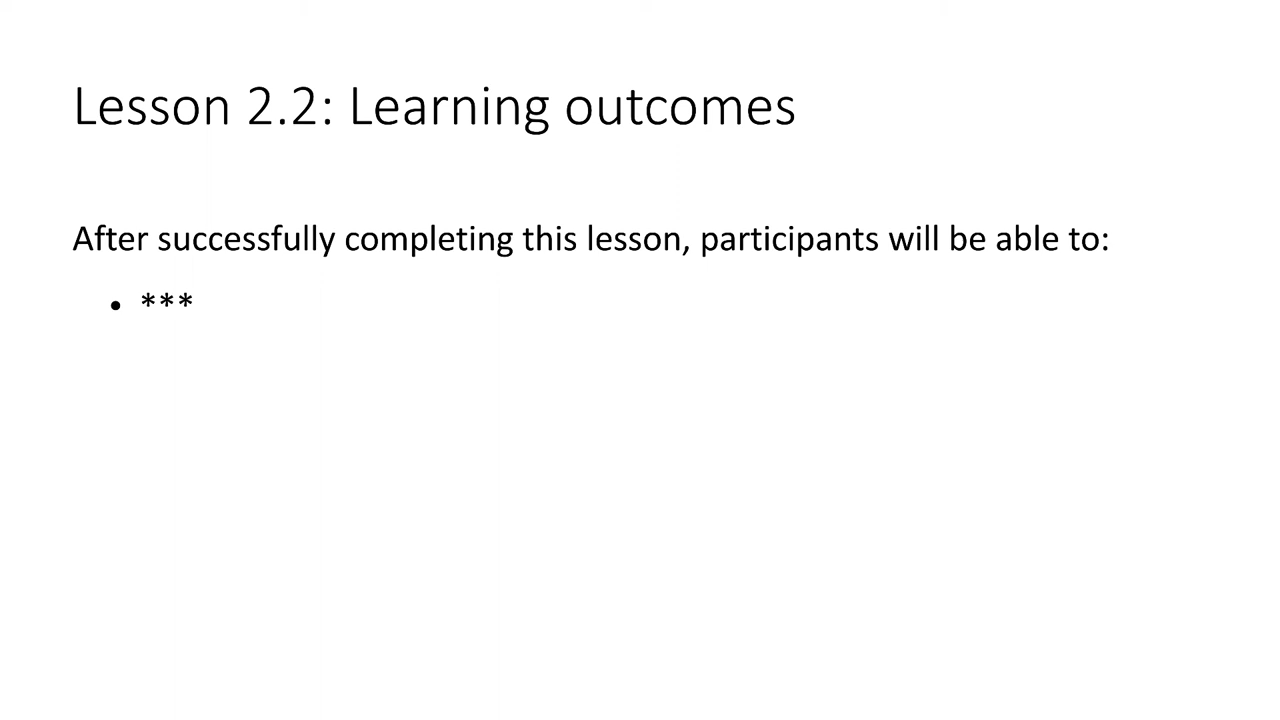 Lesson 2.2: Learning outcomes
After successfully completing this lesson, participants will be able to:
• ***